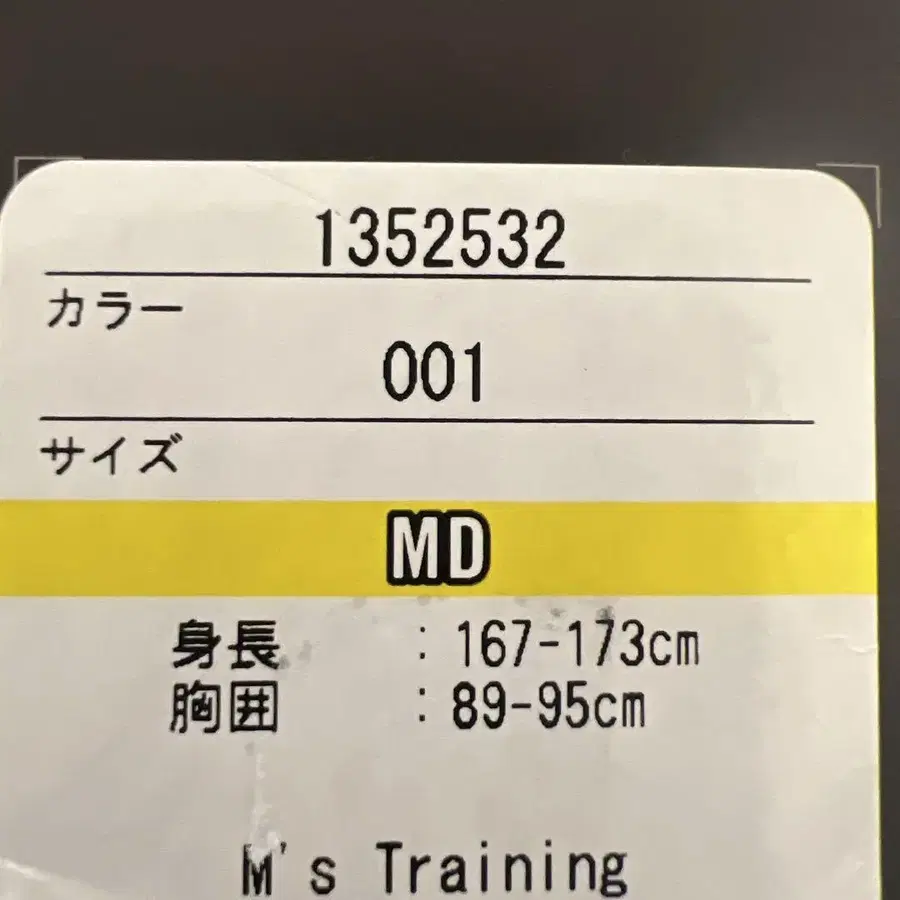 1352532
カラー
001
サイズ
MD
身長 : 167-173cm
胸囲 : 89-95cm
M's Training